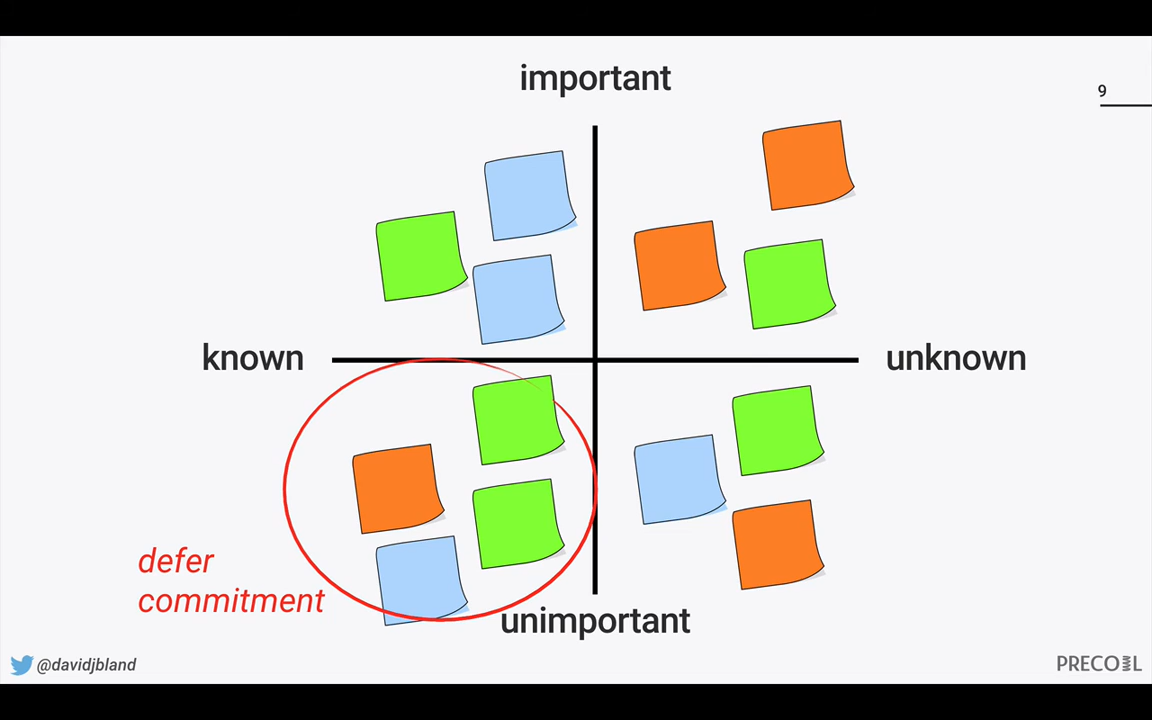 important
9
known
unknown
defer
commitment
unimportant
@davidjbland
PRECOIL